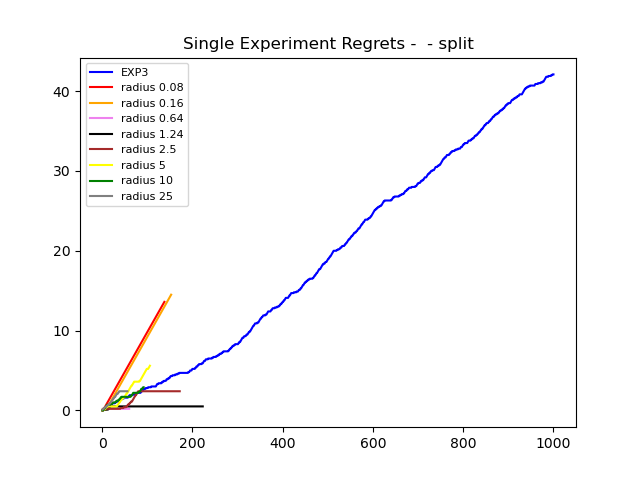 Single Experiment Regrets -  - split
EXP3
radius 0.08
radius 0.16
radius 0.64
radius 1.24
radius 2.5
radius 5
radius 10
radius 25
40
30
20
10
0
0 200 400 600 800 1000